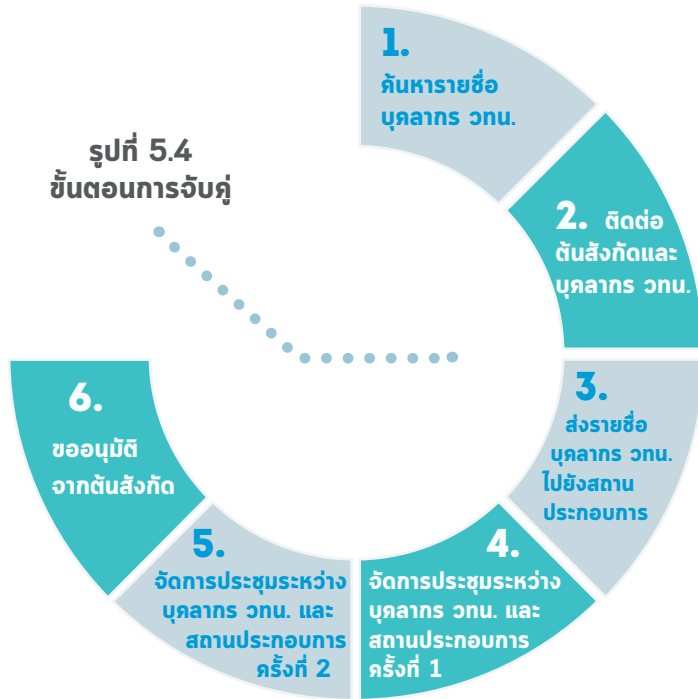 รูปที่ 5.4
ขั้นตอนการจับคู่
1.
ค้นหารายชื่อ
บุคลากร วทน.
2. ติดต่อ
ต้นสังกัดและ
บุคลากร วทน.
3.
ส่งรายชื่อ
บุคลากร วทน.
ไปยังสถาน
ประกอบการ
4.
จัดการประชุมระหว่าง
บุคลากร วทน. และ
สถานประกอบการ
ครั้งที่ 1
5.
จัดการประชุมระหว่าง
บุคลากร วทน. และ
สถานประกอบการ
ครั้งที่ 2
6.
ขออนุมัติ
จากต้นสังกัด